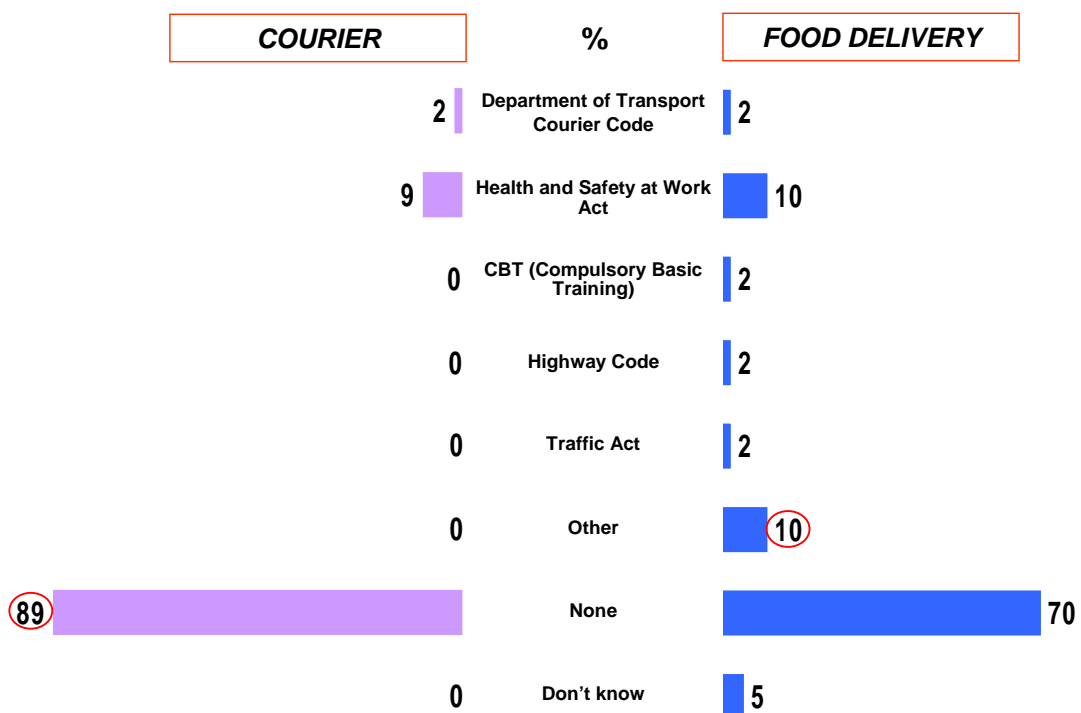 COURIER % FOOD DELIVERY
2 Department of Transport 2
Courier Code
9 Health and Safety at Work 10
Act
0 CBT (Compulsory Basic 2
Training)
0 Highway Code 2
0 Traffic Act 2
0 Other 10
89 None 70
0 Don’t know 5